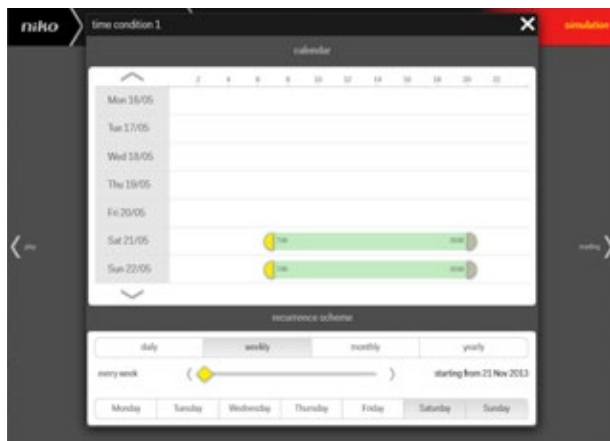 niko
time condition 1
simulation
calendar
2 4 6 8 10 12 14 16 18 20 22
Mon 16/05
Tue 17/05
Wed 18/05
Thu 19/05
Fri 20/05
Sat 21/05
Sun 22/05
recurrence scheme
daily weekly monthly yearly
every week starting from 21 Nov 2013
Monday Tuesday Wednesday Thursday Friday Saturday Sunday